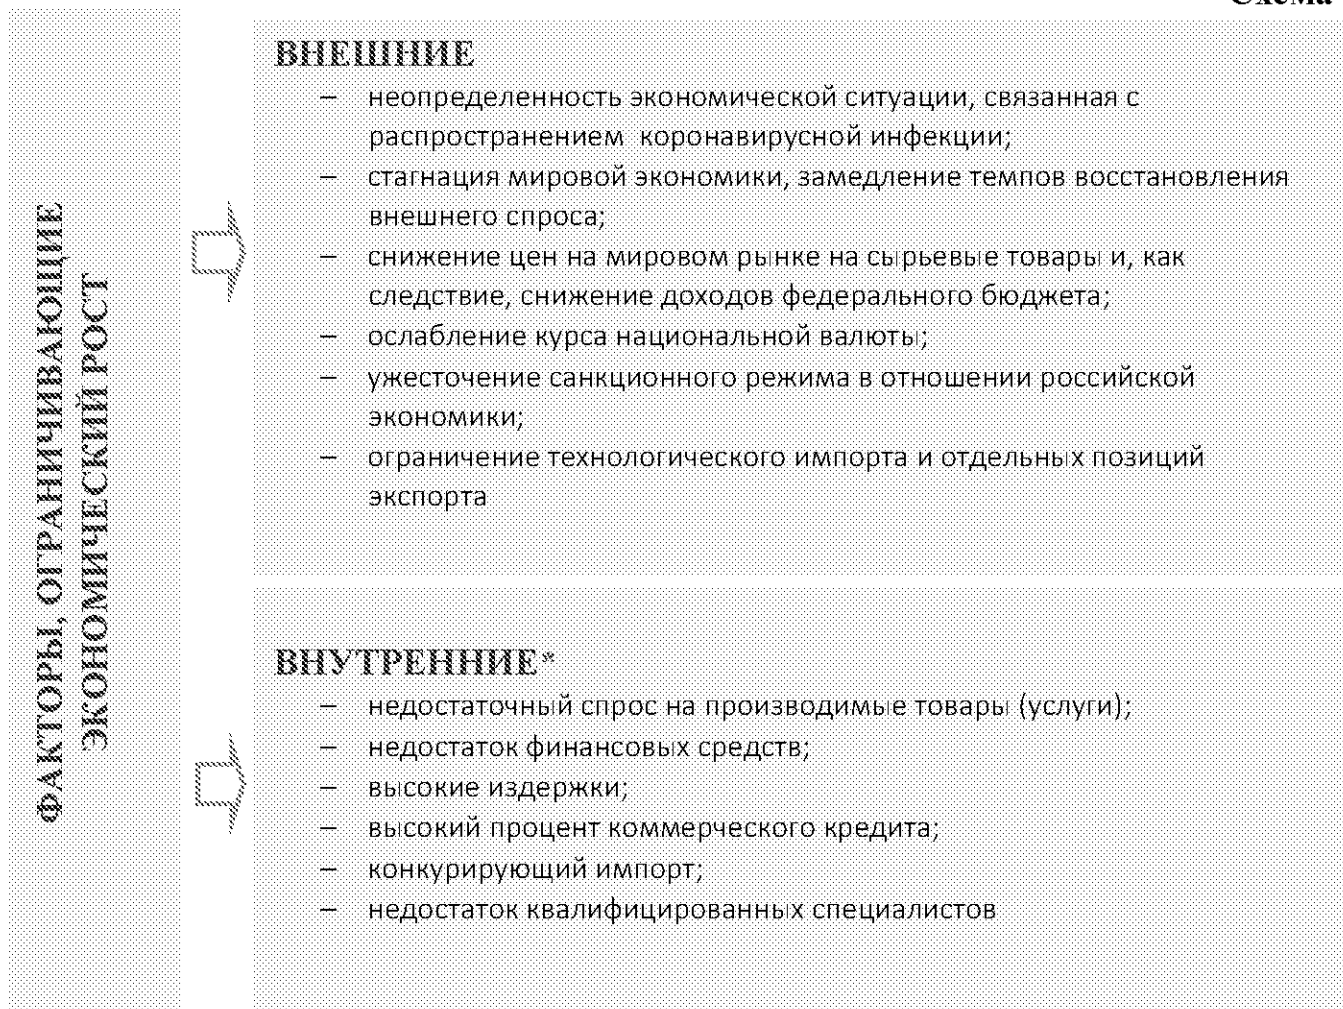 Схема
ФАКТОРЫ, ОГРАНИЧИВАЮЩИЕ
ЭКОНОМИЧЕСКИЙ РОСТ
ВНЕШНИЕ
– неопределенность экономической ситуации, связанная с
распространением коронавирусной инфекции;
– стагнация мировой экономики, замедление темпов восстановления
внешнего спроса;
– снижение цен на мировом рынке на сырьевые товары и, как
следствие, снижение доходов федерального бюджета;
– ослабление курса национальной валюты;
– ужесточение санкционного режима в отношении российской
экономики;
– ограничение технологического импорта и отдельных позиций
экспорта
ВНУТРЕННИЕ*
– недостаточный спрос на производимые товары (услуги);
– недостаток финансовых средств;
– высокие издержки;
– высокий процент коммерческого кредита;
– конкурирующий импорт;
– недостаток квалифицированных специалистов